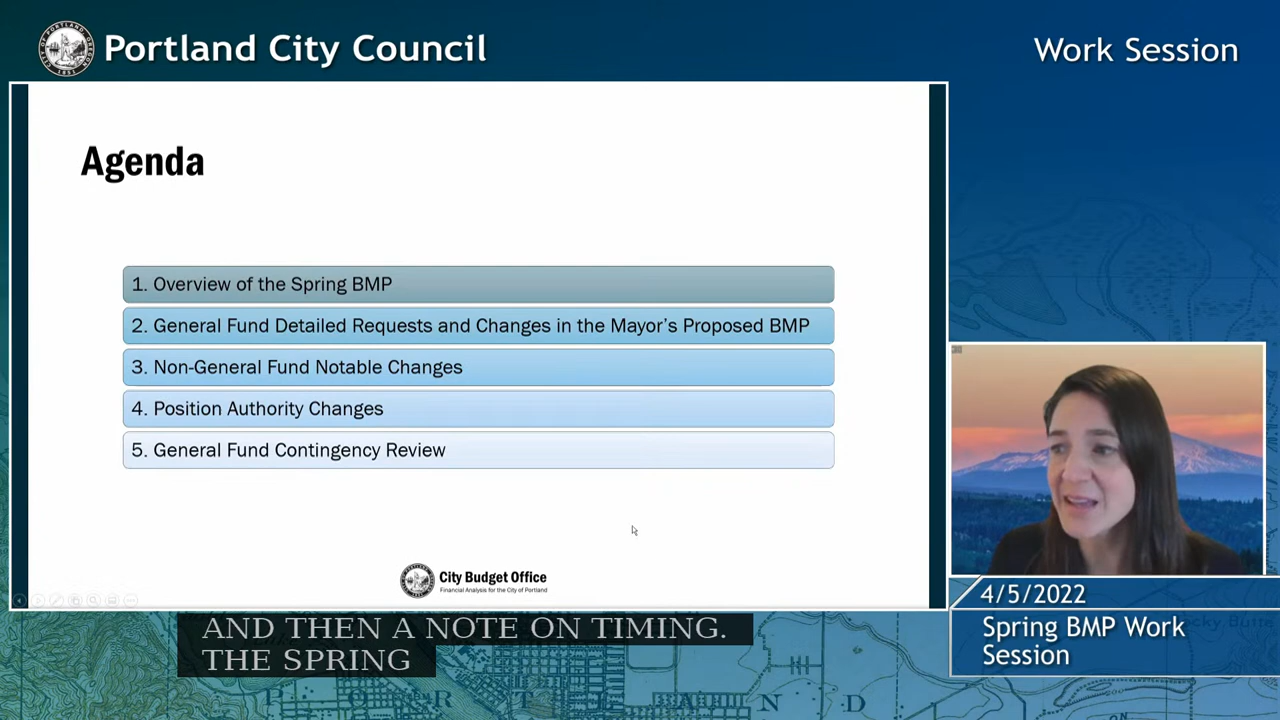 Portland City Council
Work Session
Agenda
1. Overview of the Spring BMP
2. General Fund Detailed Requests and Changes in the Mayor's Proposed BMP
3. Non-General Fund Notable Changes
4. Position Authority Changes
5. General Fund Contingency Review
City Budget Office
Financial Analysis for the City of Portland
4/5/2022
Spring BMP Work
Session
AND THEN A NOTE ON TIMING.
THE SPRING